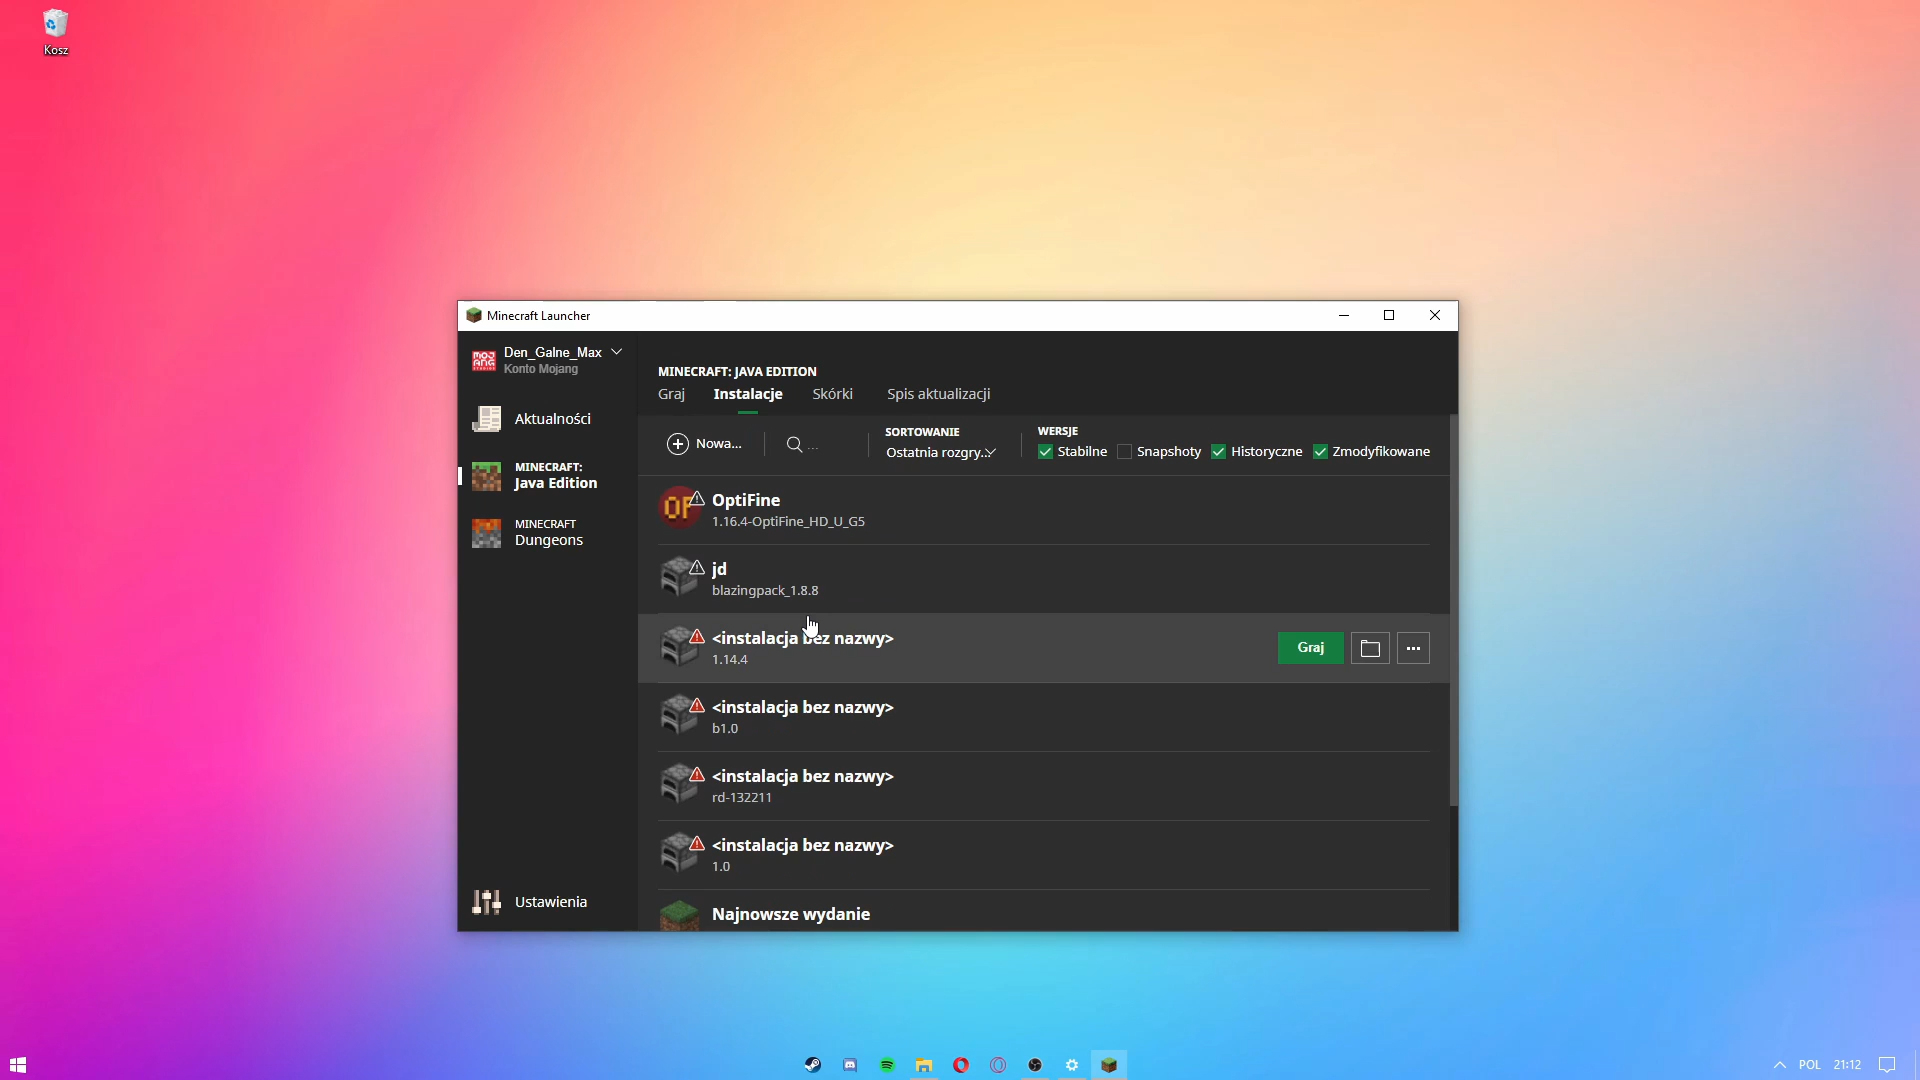 Kosz
Minecraft Launcher
MOJANG STUDIOS
Den_Galne_Max
Konto Mojang
Aktualności
MINECRAFT:
Java Edition
MINECRAFT
Dungeons
Ustawienia
MINECRAFT: JAVA EDITION
Graj Instalacje Skórki Spis aktualizacji
Nowa... ...
SORTOWANIE
Ostatnia rozgry...
WERSJE
Stabilne Snapshoty Historyczne Zmodyfikowane
OF
OptiFine
1.16.4-OptiFine_HD_U_G5
jd
blazingpack_1.8.8
<instalacja bez nazwy>
1.14.4
Graj ...
<instalacja bez nazwy>
b1.0
<instalacja bez nazwy>
rd-132211
<instalacja bez nazwy>
1.0
Najnowsze wydanie
POL 21:12